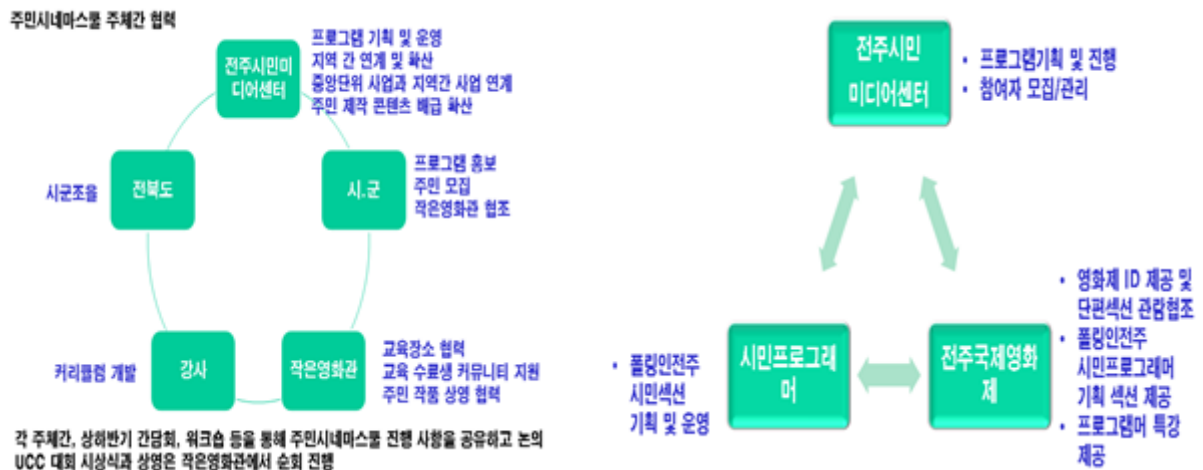 주민시네마스쿨 주체간 협력
전주시민미
디어센터
프로그램 기획 및 운영
지역 간 연계 및 확산
중앙단위 사업과 지역간 사업 연계
주민 제작 콘텐츠 배급 확산
시군조율
전북도
시.군
프로그램 홍보
주민 모집
작은영화관 협조
커리큘럼 개발
강사
작은영화관
교육장소 협력
교육 수료생 커뮤니티 지원
주민 작품 상영 협력
각 주체간, 상하반기 간담회, 워크숍 등을 통해 주민시네마스쿨 진행 사항을 공유하고 논의
UCC 대회 시상식과 상영은 작은영화관에서 순회 진행
전주시민
미디어센터
• 프로그램기획 및 진행
• 참여자 모집/관리
• 폴링인전주
시민섹션
기획 및 운영
시민프로그래
머
전주국제영화
제
• 영화제 ID 제공 및
단편섹션 관람협조
• 폴링인전주
시민프로그래머
기획 섹션 제공
• 프로그램머 특강
제공